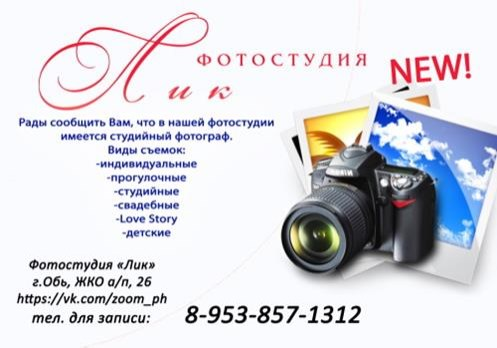 ФОТОСТУДИЯ
Лик
NEW!
Рады сообщить Вам, что в нашей фотостудии
имеется студийный фотограф.
Виды съемок:
-индивидуальные
-прогулочные
-студийные
-свадебные
-Love Story
-детские
Фотостудия «Лик»
г.Обь, ЖКО а/п, 26
https://vk.com/zoom_ph
тел. для записи: 8-953-857-1312